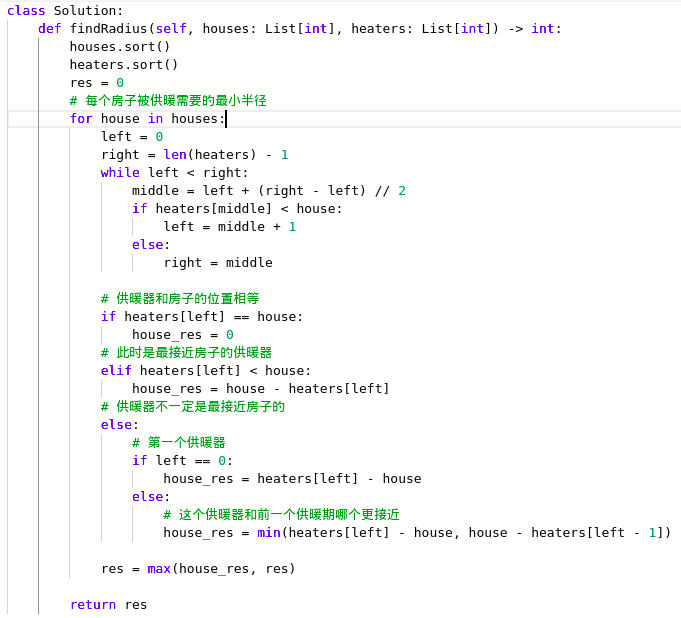 class Solution:
    def findRadius(self, houses: List[int], heaters: List[int]) -> int:
        houses.sort()
        heaters.sort()
        res = 0
        # 每个房子被供暖需要的最小半径
        for house in houses:
            left = 0
            right = len(heaters) - 1
            while left < right:
                middle = left + (right - left) // 2
                if heaters[middle] < house:
                    left = middle + 1
                else:
                    right = middle

            # 供暖器和房子的位置相等
            if heaters[left] == house:
                house_res = 0
            # 此时是最接近房子的供暖器
            elif heaters[left] < house:
                house_res = house - heaters[left]
            # 供暖器不一定是最接近房子的
            else:
                # 第一个供暖器
                if left == 0:
                    house_res = heaters[left] - house
                else:
                    # 这个供暖器和前一个供暖期哪个更接近
                    house_res = min(heaters[left] - house, house - heaters[left - 1])

            res = max(house_res, res)

        return res